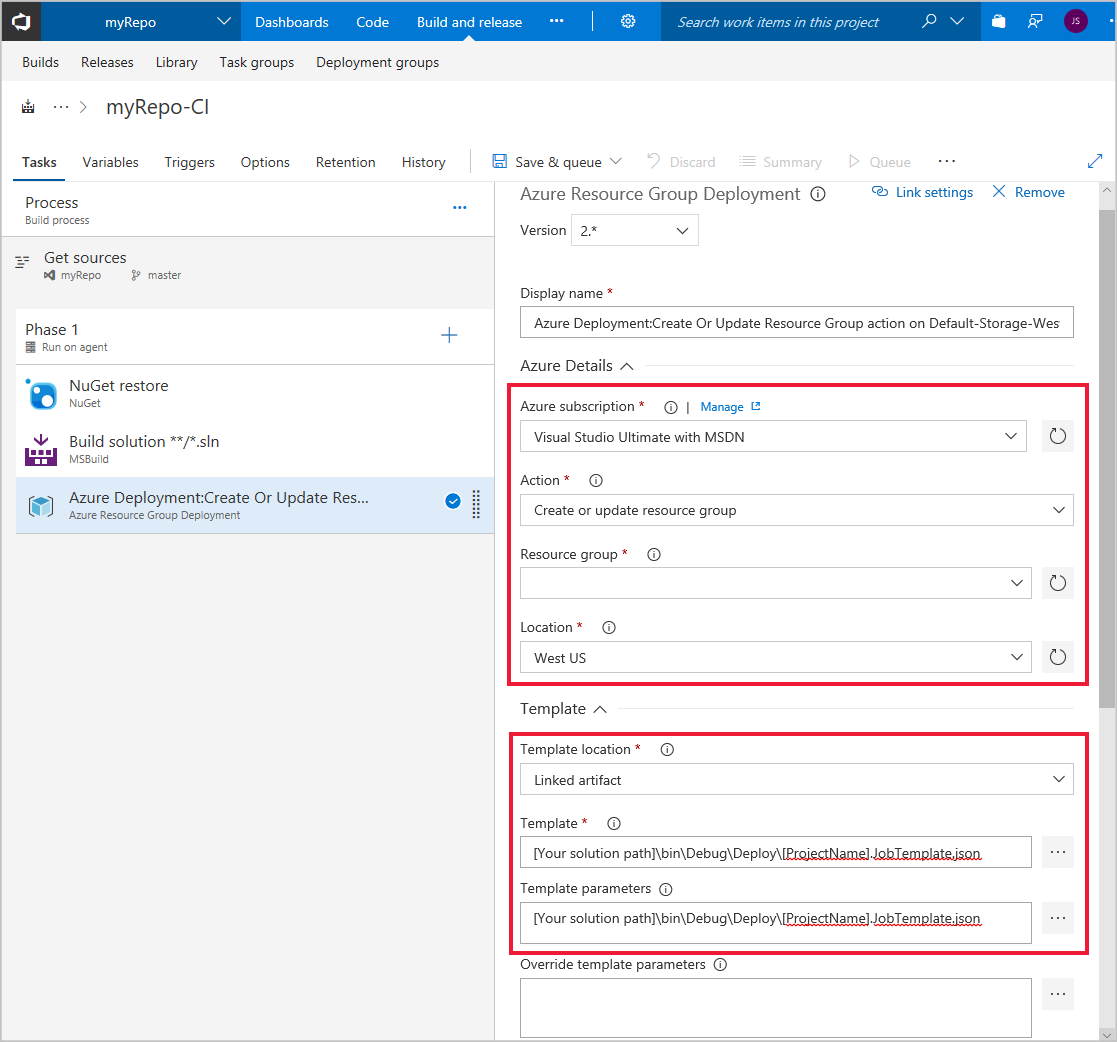 myRepo Dashboards Code Build and release ··· Search work items in this project JS
Builds Releases Library Task groups Deployment groups
··· > myRepo-CI
Tasks Variables Triggers Options Retention History Save & queue Discard Summary Queue ···
Process
Build process
···
Get sources
myRepo master
Phase 1
Run on agent
NuGet restore
NuGet
Build solution **/*.sln
MSBuild
Azure Deployment:Create Or Update Res...
Azure Resource Group Deployment
Azure Resource Group Deployment Link settings Remove
Version 2.*
Display name *
Azure Deployment:Create Or Update Resource Group action on Default-Storage-Wes
Azure Details
Azure subscription * | Manage
Visual Studio Ultimate with MSDN
Action *
Create or update resource group
Resource group *
Location *
West US
Template
Template location *
Linked artifact
Template *
[Your solution path]\bin\Debug\Deploy\[ProjectName].JobTemplate.json
···
Template parameters
[Your solution path]\bin\Debug\Deploy\[ProjectName].JobTemplate.json
···
Override template parameters
···